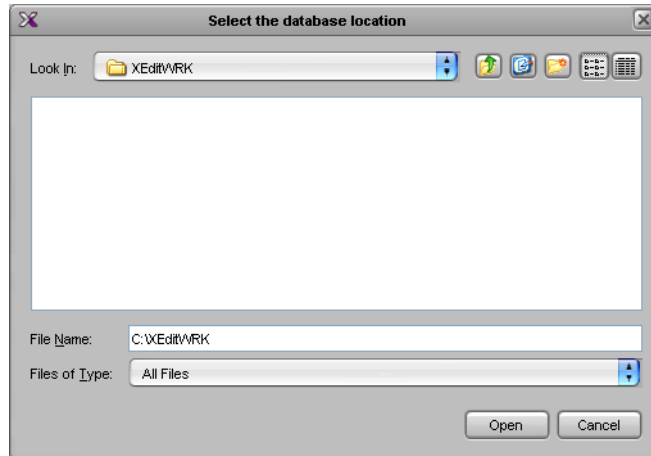 Select the database location
Look In: XEditWRK
File Name: C:\XEditWRK
Files of Type: All Files
Open Cancel